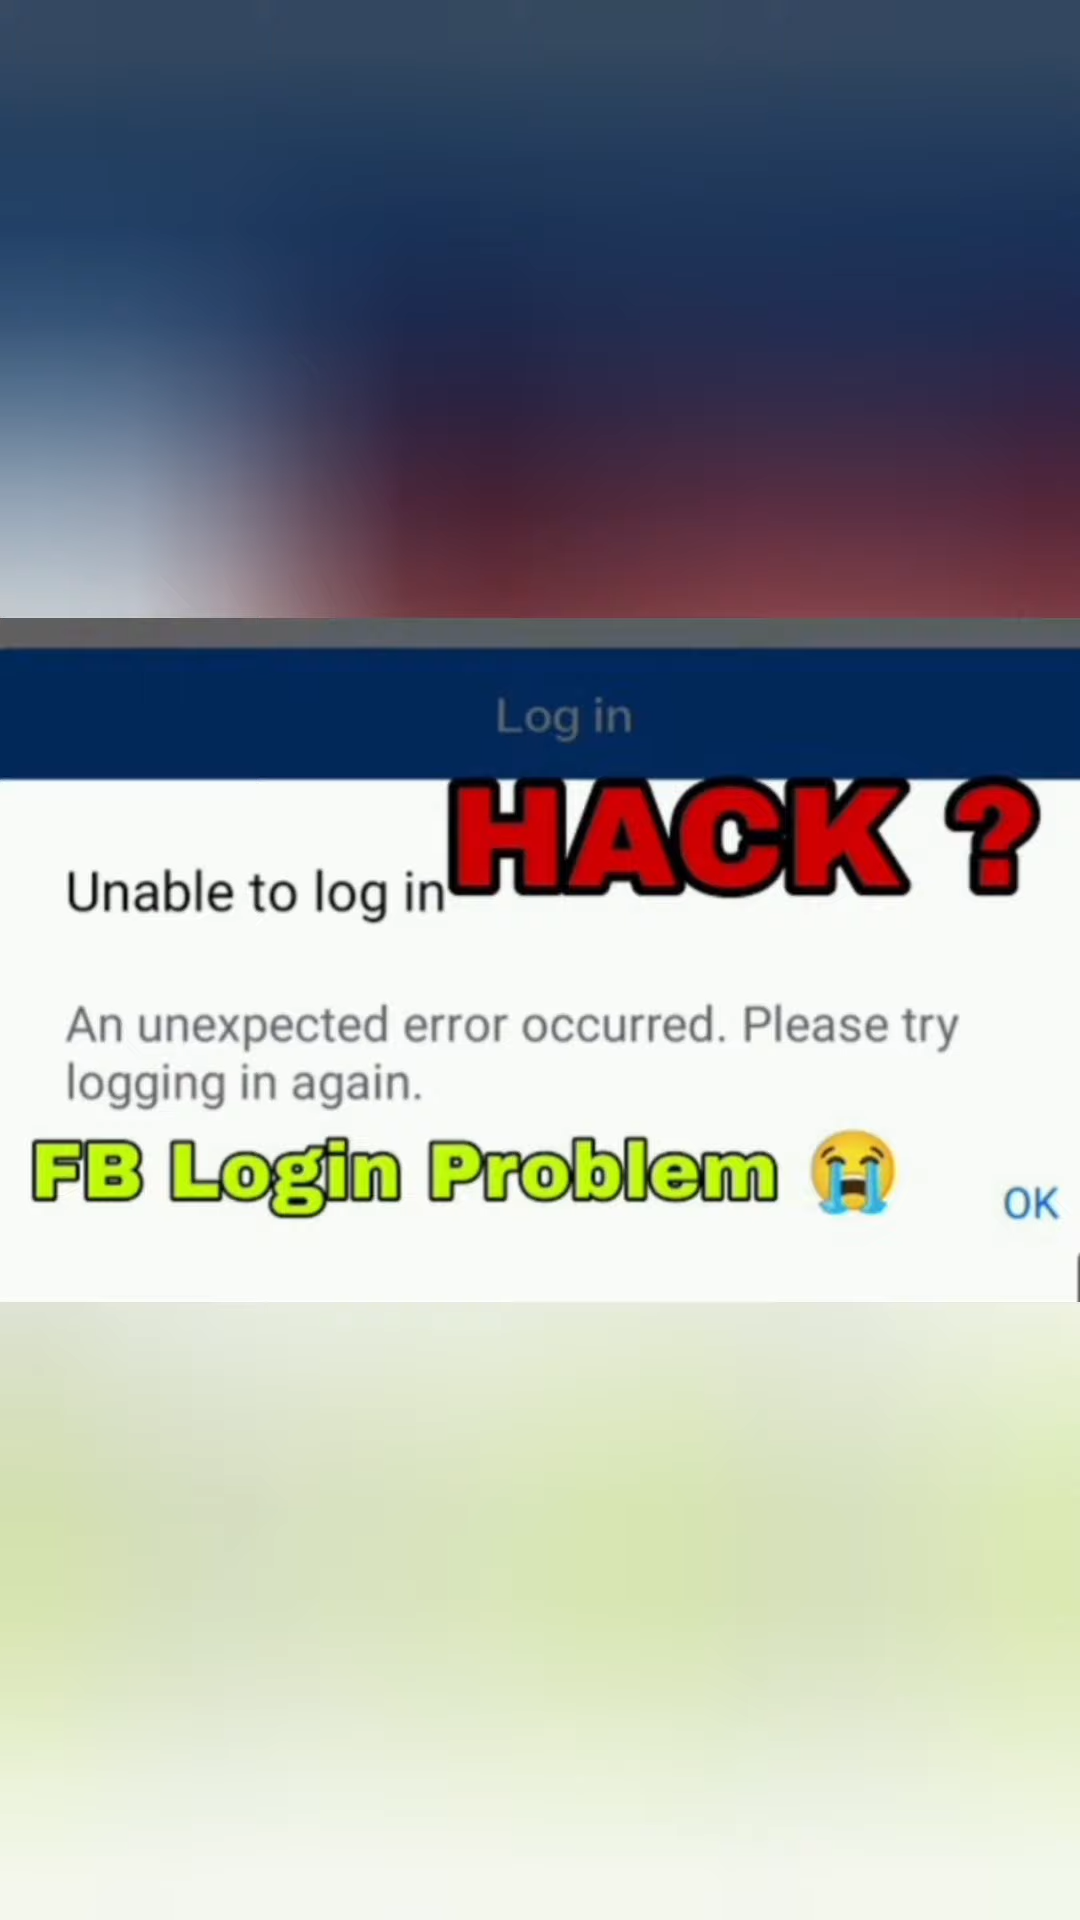 Log in
HACK ?
Unable to log in
An unexpected error occurred. Please try
logging in again.
FB Login Problem 😭
OK